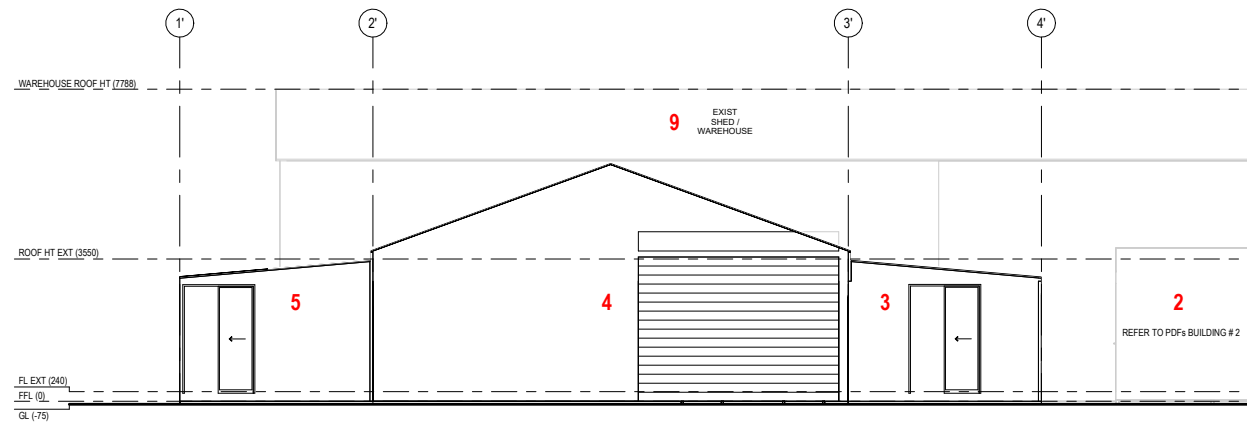 1' 2' 3' 4'
WAREHOUSE ROOF HT (7788)
9
EXIST
SHED /
WAREHOUSE
ROOF HT EXT (3550)
5 4 3 2
REFER TO PDFs BUILDING # 2
FL EXT (240)
FFL (0)
GL (-75)